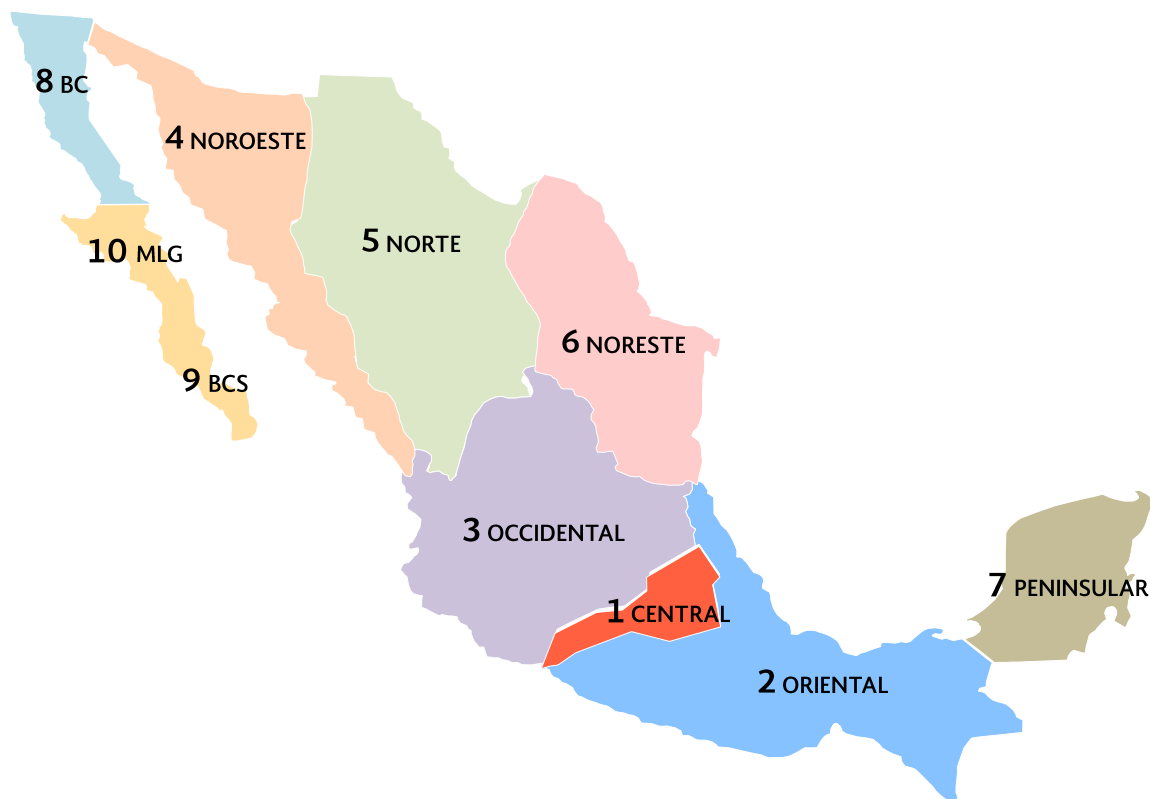 8 BC
4 NOROESTE
5 NORTE
10 MLG
6 NORESTE
9 BCS
3 OCCIDENTAL
7 PENINSULAR
1 CENTRAL
2 ORIENTAL